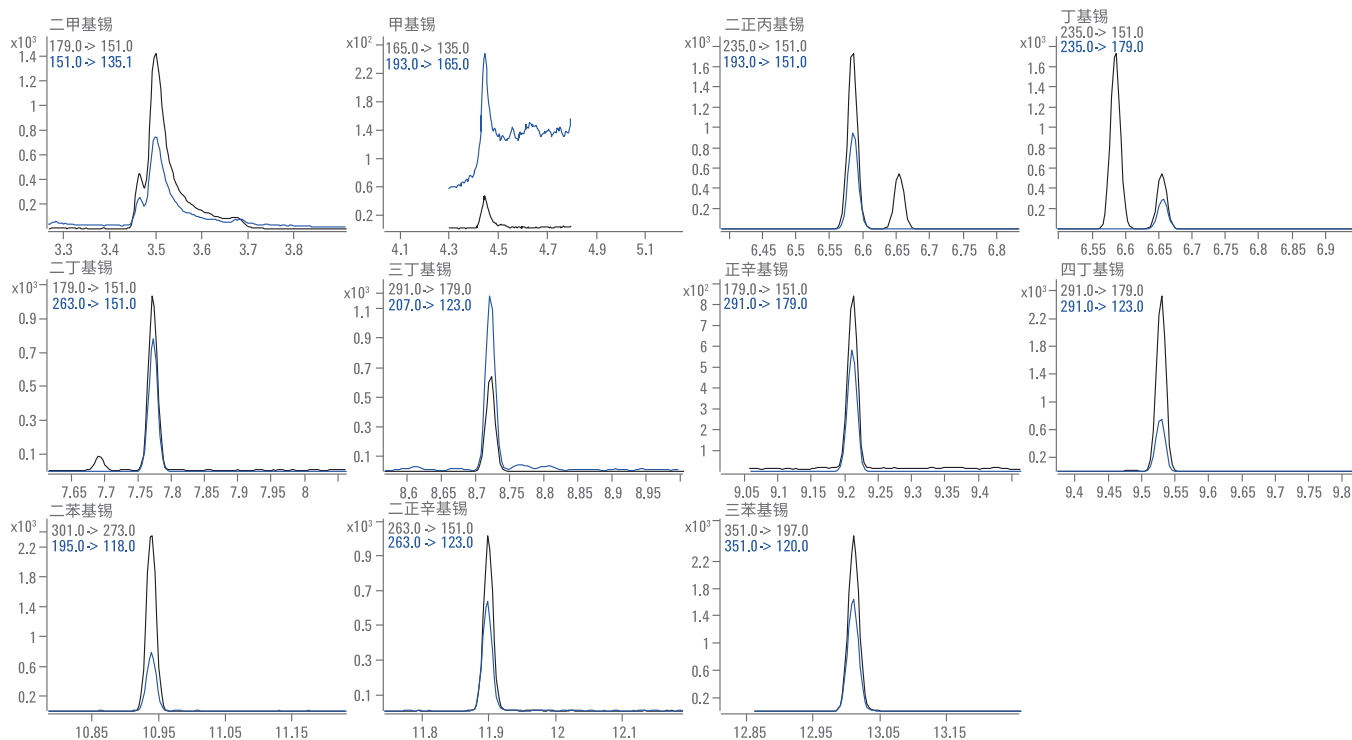 二甲基锡
x10³
179.0-> 151.0
151.0-> 135.1
1.4
1.2
1
0.8
0.6
0.4
0.2
3.3 3.4 3.5 3.6 3.7 3.8
甲基锡
x10²
165.0-> 135.0
193.0-> 165.0
2.2
1.8
1.4
1
0.6
0.2
4.1 4.3 4.5 4.7 4.9 5.1
二正丙基锡
x10³
235.0-> 151.0
193.0-> 151.0
1.6
1.4
1.2
1
0.8
0.6
0.4
0.2
6.45 6.5 6.55 6.6 6.65 6.7 6.75 6.8
丁基锡
x10³
235.0-> 151.0
235.0-> 179.0
1.6
1.4
1.2
1
0.8
0.6
0.4
0.2
6.55 6.6 6.65 6.7 6.75 6.8 6.85 6.9
二丁基锡
x10³
179.0-> 151.0
263.0-> 151.0
0.9
0.7
0.5
0.3
0.1
7.65 7.7 7.75 7.8 7.85 7.9 7.95 8
三丁基锡
x10³
291.0-> 179.0
207.0-> 123.0
1.1
0.9
0.7
0.5
0.3
0.1
8.6 8.65 8.7 8.75 8.8 8.85 8.9 8.95
正辛基锡
x10²
179.0-> 151.0
291.0-> 179.0
8
7
6
5
4
3
2
1
9.05 9.1 9.15 9.2 9.25 9.3 9.35 9.4
四丁基锡
x10³
291.0-> 179.0
291.0-> 123.0
2.2
1.8
1.4
1
0.6
0.2
9.4 9.45 9.5 9.55 9.6 9.65 9.7 9.75 9.8
二苯基锡
x10³
301.0-> 273.0
195.0-> 118.0
2.2
1.8
1.4
1
0.6
0.2
10.85 10.95 11.05 11.15
二正辛基锡
x10³
263.0-> 151.0
263.0-> 123.0
0.9
0.7
0.5
0.3
0.1
11.8 11.9 12 12.1
三苯基锡
x10³
351.0-> 197.0
351.0-> 120.0
2.2
1.8
1.4
1
0.6
0.2
12.85 12.95 13.05 13.15